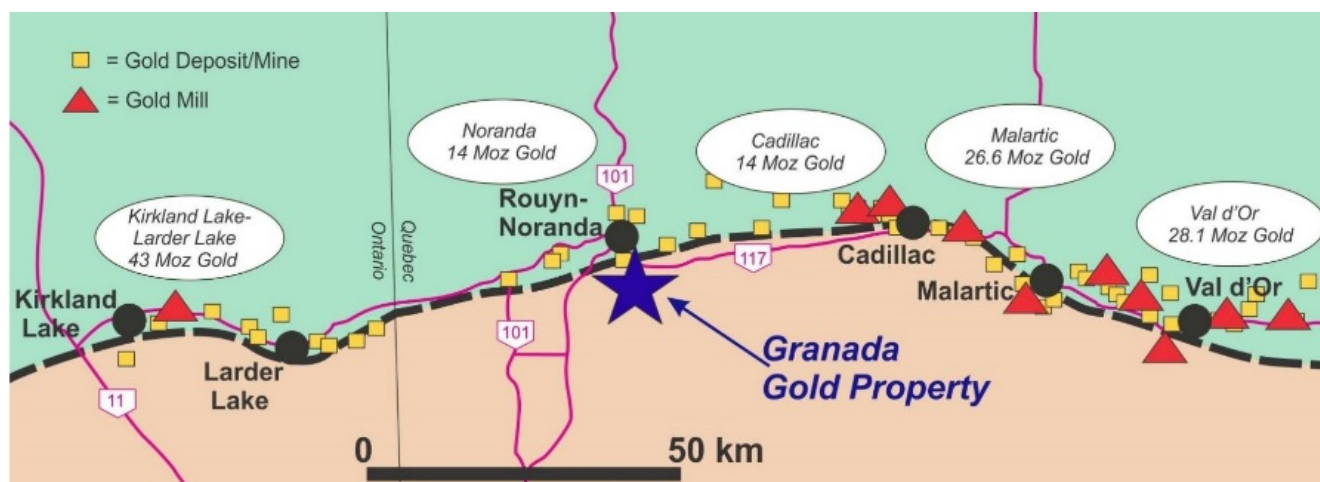 = Gold Deposit/Mine
= Gold Mill
Noranda
14 Moz Gold
Cadillac
14 Moz Gold
Malartic
26.6 Moz Gold
Kirkland Lake-
Larder Lake
43 Moz Gold
Val d'Or
28.1 Moz Gold
101
Rouyn-
Noranda
Ontario
Quebec
117
Cadillac
Malartic
Val d'Or
Kirkland
Lake
Larder
Lake
101
11
Granada
Gold Property
0
50 km